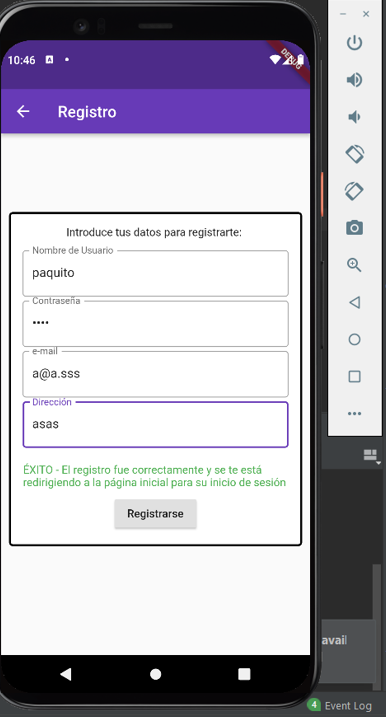 10:46
DEBUG
Registro
Introduce tus datos para registrarte:
Nombre de Usuario
paquito
Contraseña
••••
e-mail
a@a.sss
Dirección
asas
ÉXITO - El registro fue correctamente y se te está
redirigiendo a la página inicial para su inicio de sesión
Registrarse
avail
4 Event Log